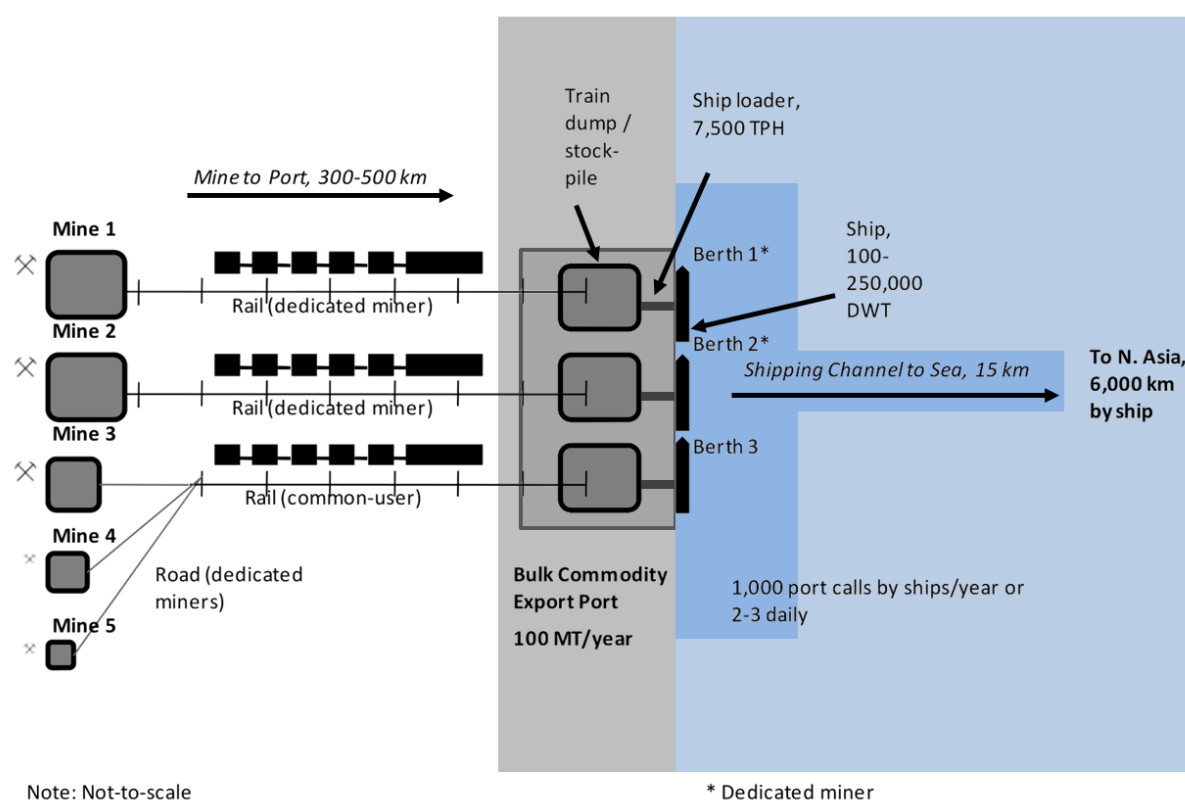 Train
dump /
stock-
pile
Ship loader,
7,500 TPH
Mine to Port, 300-500 km
Mine 1
Ship,
100-
250,000
DWT
Berth 1*
Rail (dedicated miner)
Mine 2
Berth 2*
Shipping Channel to Sea, 15 km
To N. Asia,
6,000 km
by ship
Rail (dedicated miner)
Mine 3
Berth 3
Rail (common-user)
Mine 4
Road (dedicated
miners)
Mine 5
Bulk Commodity
Export Port
100 MT/year
1,000 port calls by ships/year or
2-3 daily
Note: Not-to-scale
* Dedicated miner